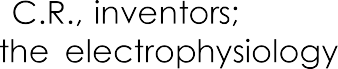 C.R., inventors;
the electrophysiology